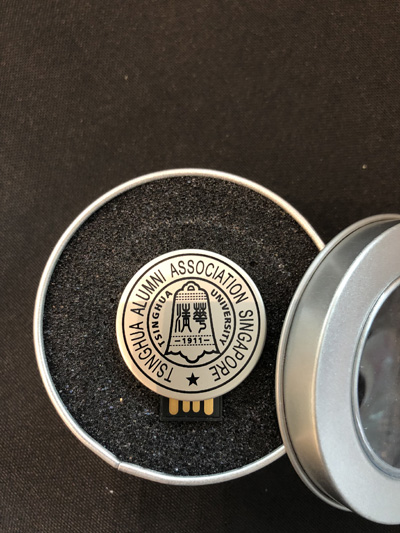 TSINGHUA ALUMNI ASSOCIATION SINGAPORE
TSINGHUA UNIVERSITY
清華
-1911-